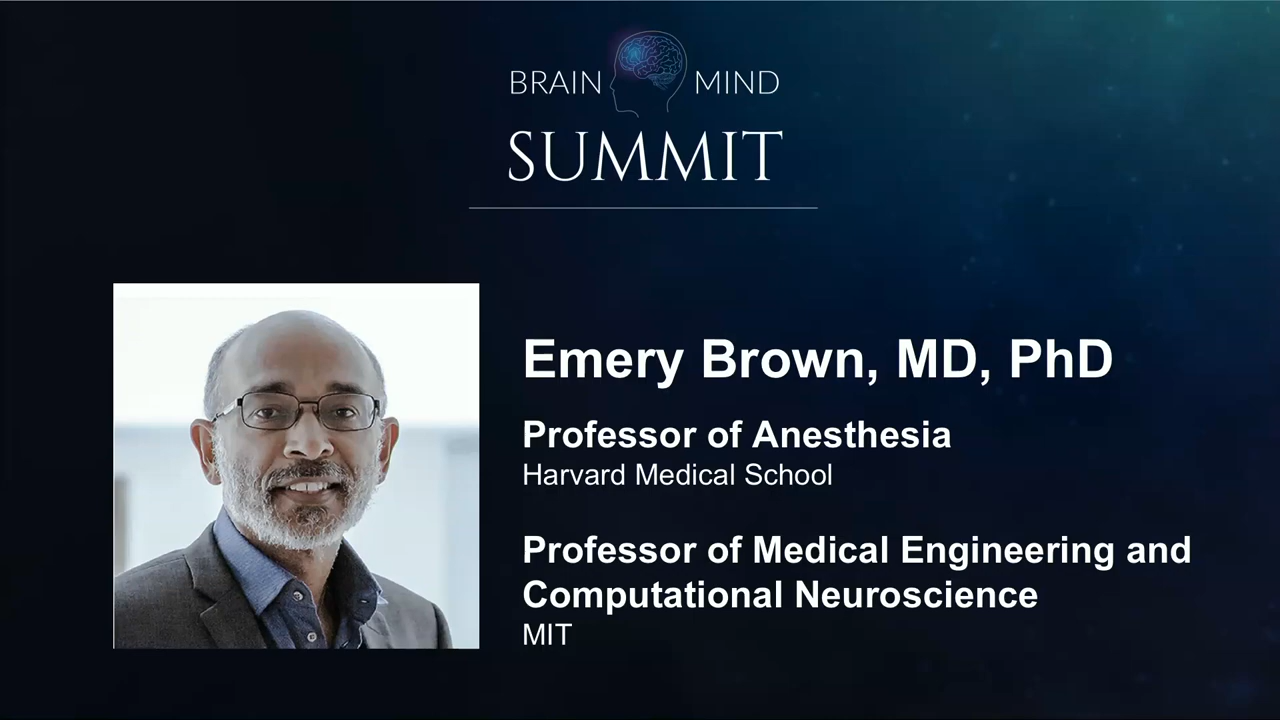 BRAIN MIND
SUMMIT
Emery Brown, MD, PhD
Professor of Anesthesia
Harvard Medical School
Professor of Medical Engineering and
Computational Neuroscience
MIT